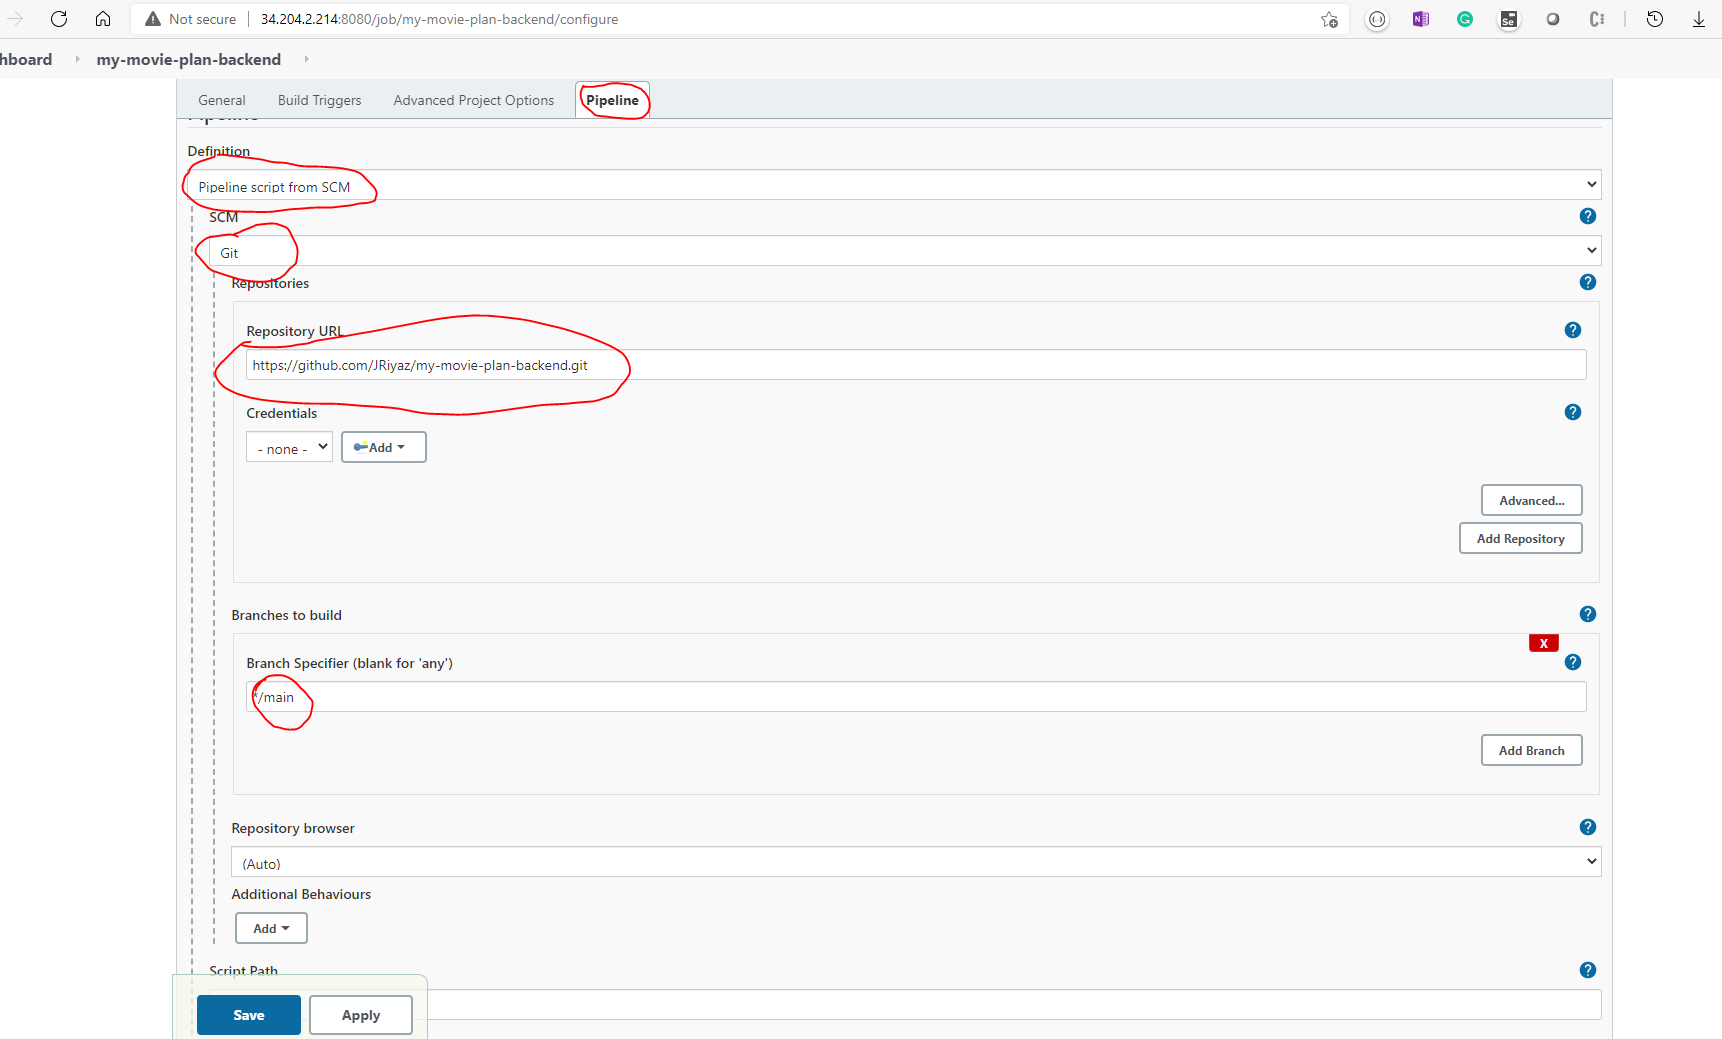 Not secure 34.204.2.214:8080/job/my-movie-plan-backend/configure
hboard my-movie-plan-backend
General Build Triggers Advanced Project Options Pipeline
Pipeline
Definition
Pipeline script from SCM
SCM
Git
Repositories
Repository URL
https://github.com/JRiyaz/my-movie-plan-backend.git
Credentials
- none - Add
Advanced...
Add Repository
Branches to build
X
Branch Specifier (blank for 'any')
*/main
Add Branch
Repository browser
(Auto)
Additional Behaviours
Add
Script Path
Save Apply